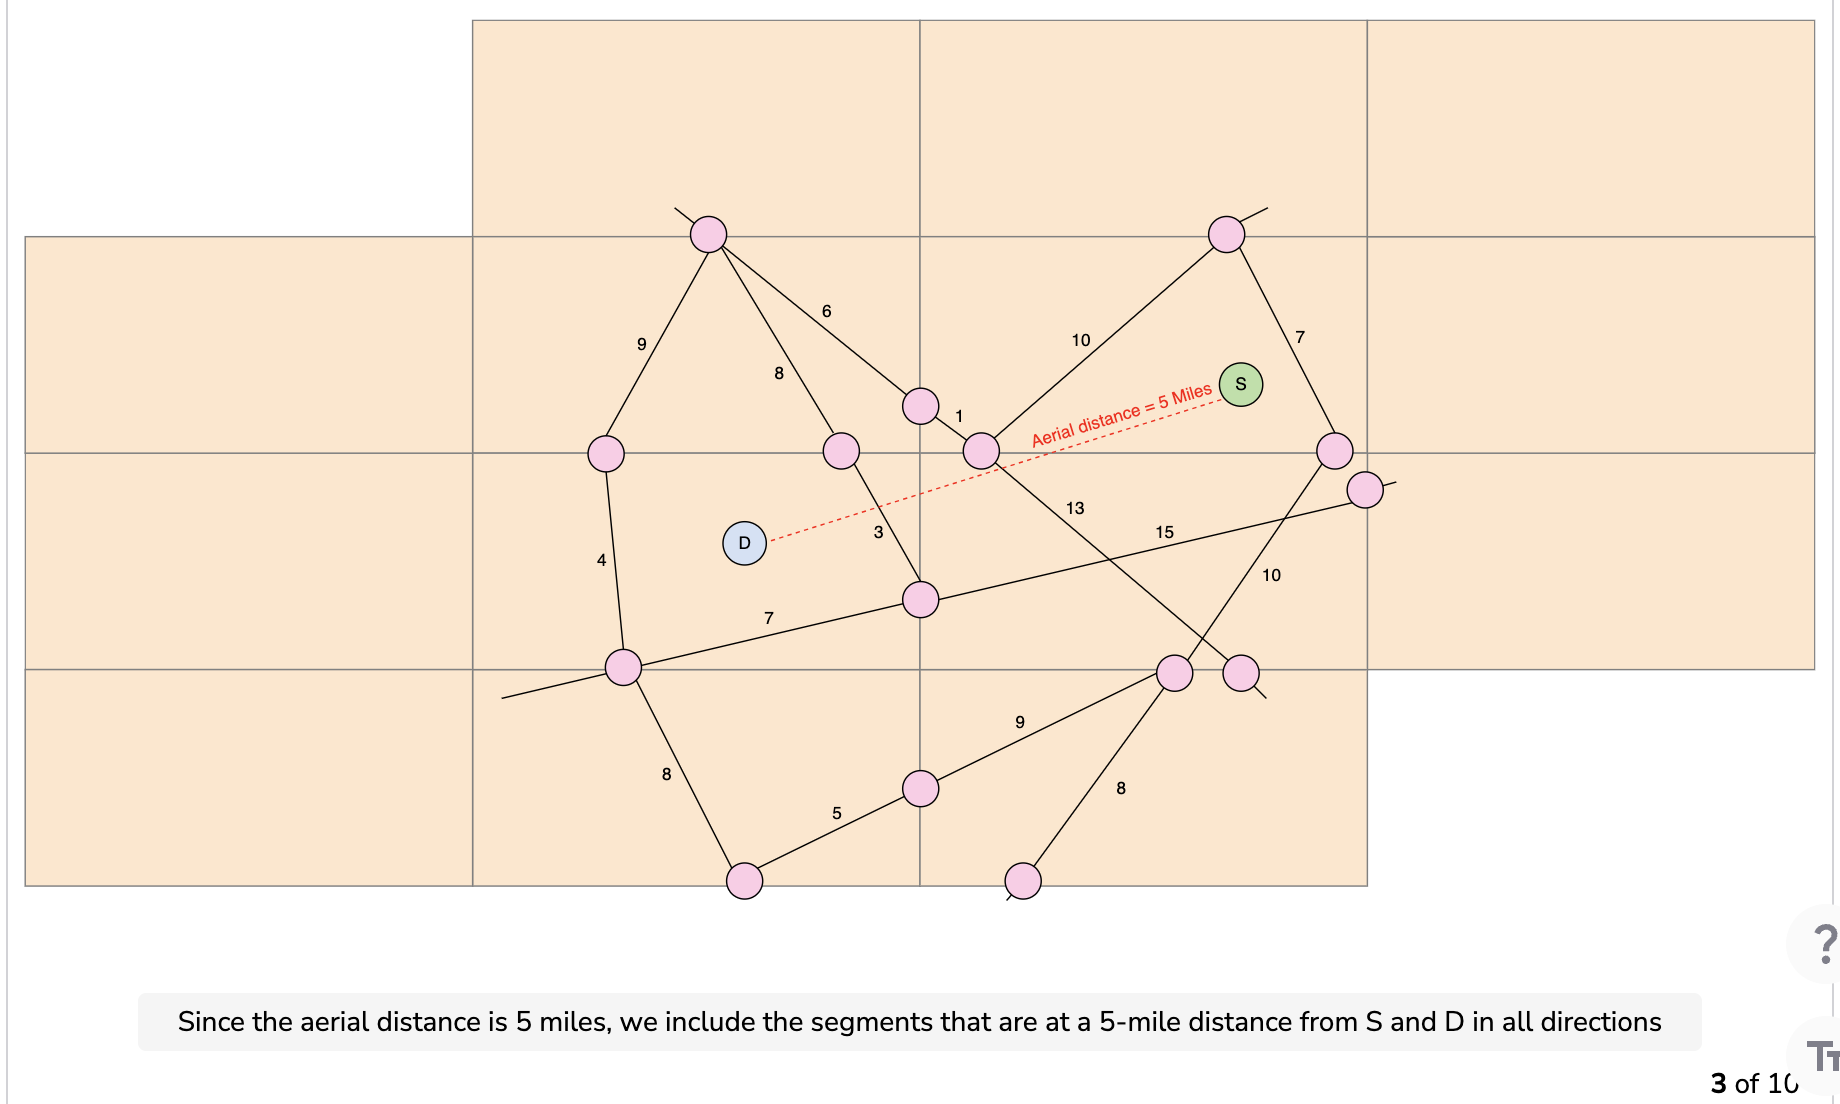 6
9
10
7
8
S
Aerial distance = 5 Miles
1
13
D
3
15
4
10
7
9
8
8
5
?
Since the aerial distance is 5 miles, we include the segments that are at a 5-mile distance from S and D in all directions
TT
3 of 10